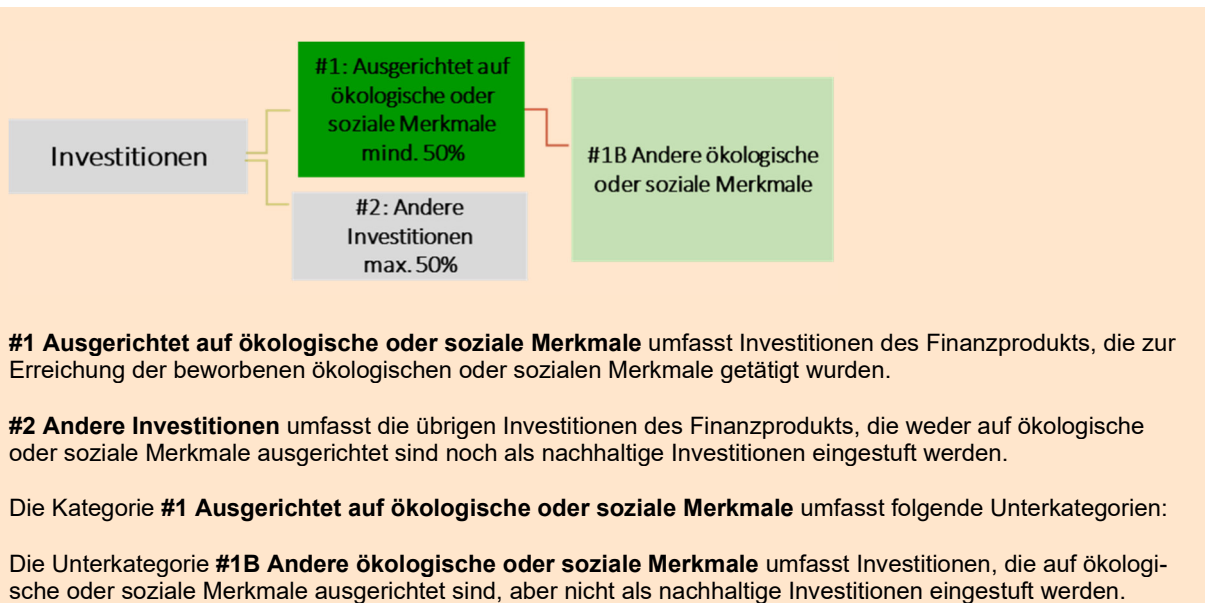 Investitionen
#1: Ausgerichtet auf
ökologische oder
soziale Merkmale
mind. 50%
#2: Andere
Investitionen
max. 50%
#1B Andere ökologische
oder soziale Merkmale
#1 Ausgerichtet auf ökologische oder soziale Merkmale umfasst Investitionen des Finanzprodukts, die zur
Erreichung der beworbenen ökologischen oder sozialen Merkmale getätigt wurden.
#2 Andere Investitionen umfasst die übrigen Investitionen des Finanzprodukts, die weder auf ökologische
oder soziale Merkmale ausgerichtet sind noch als nachhaltige Investitionen eingestuft werden.
Die Kategorie #1 Ausgerichtet auf ökologische oder soziale Merkmale umfasst folgende Unterkategorien:
Die Unterkategorie #1B Andere ökologische oder soziale Merkmale umfasst Investitionen, die auf ökologi-
sche oder soziale Merkmale ausgerichtet sind, aber nicht als nachhaltige Investitionen eingestuft werden.